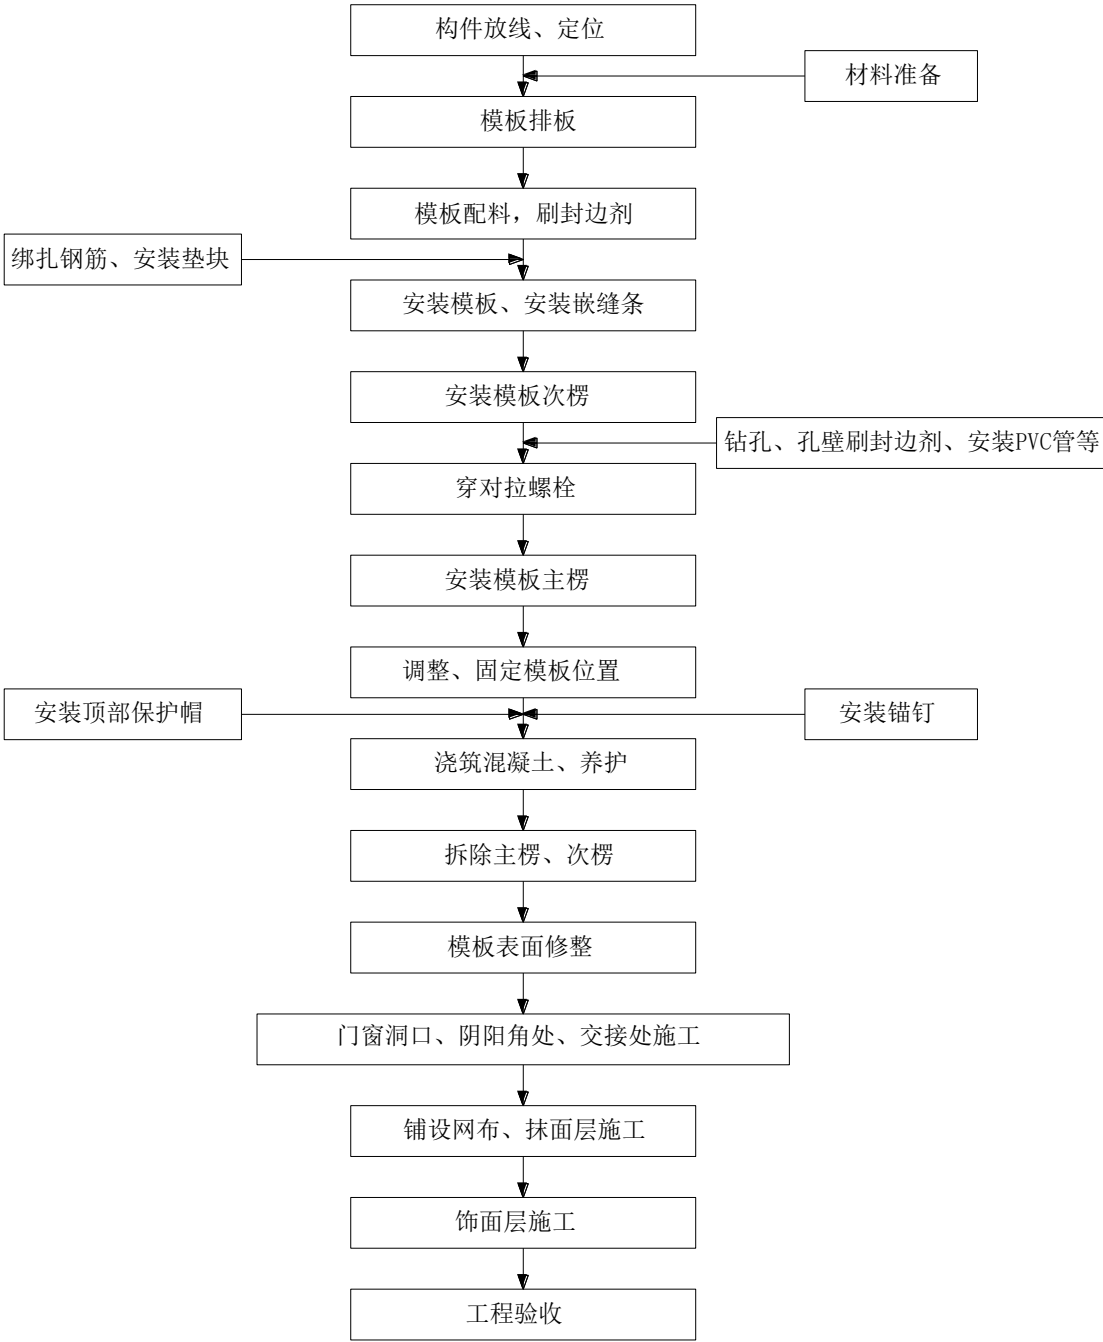 构件放线、定位
材料准备
模板排板
模板配料，刷封边剂
绑扎钢筋、安装垫块
安装模板、安装嵌缝条
安装模板次楞
钻孔、孔壁刷封边剂、安装PVC管等
穿对拉螺栓
安装模板主楞
调整、固定模板位置
安装顶部保护帽
安装锚钉
浇筑混凝土、养护
拆除主楞、次楞
模板表面修整
门窗洞口、阴阳角处、交接处施工
铺设网布、抹面层施工
饰面层施工
工程验收